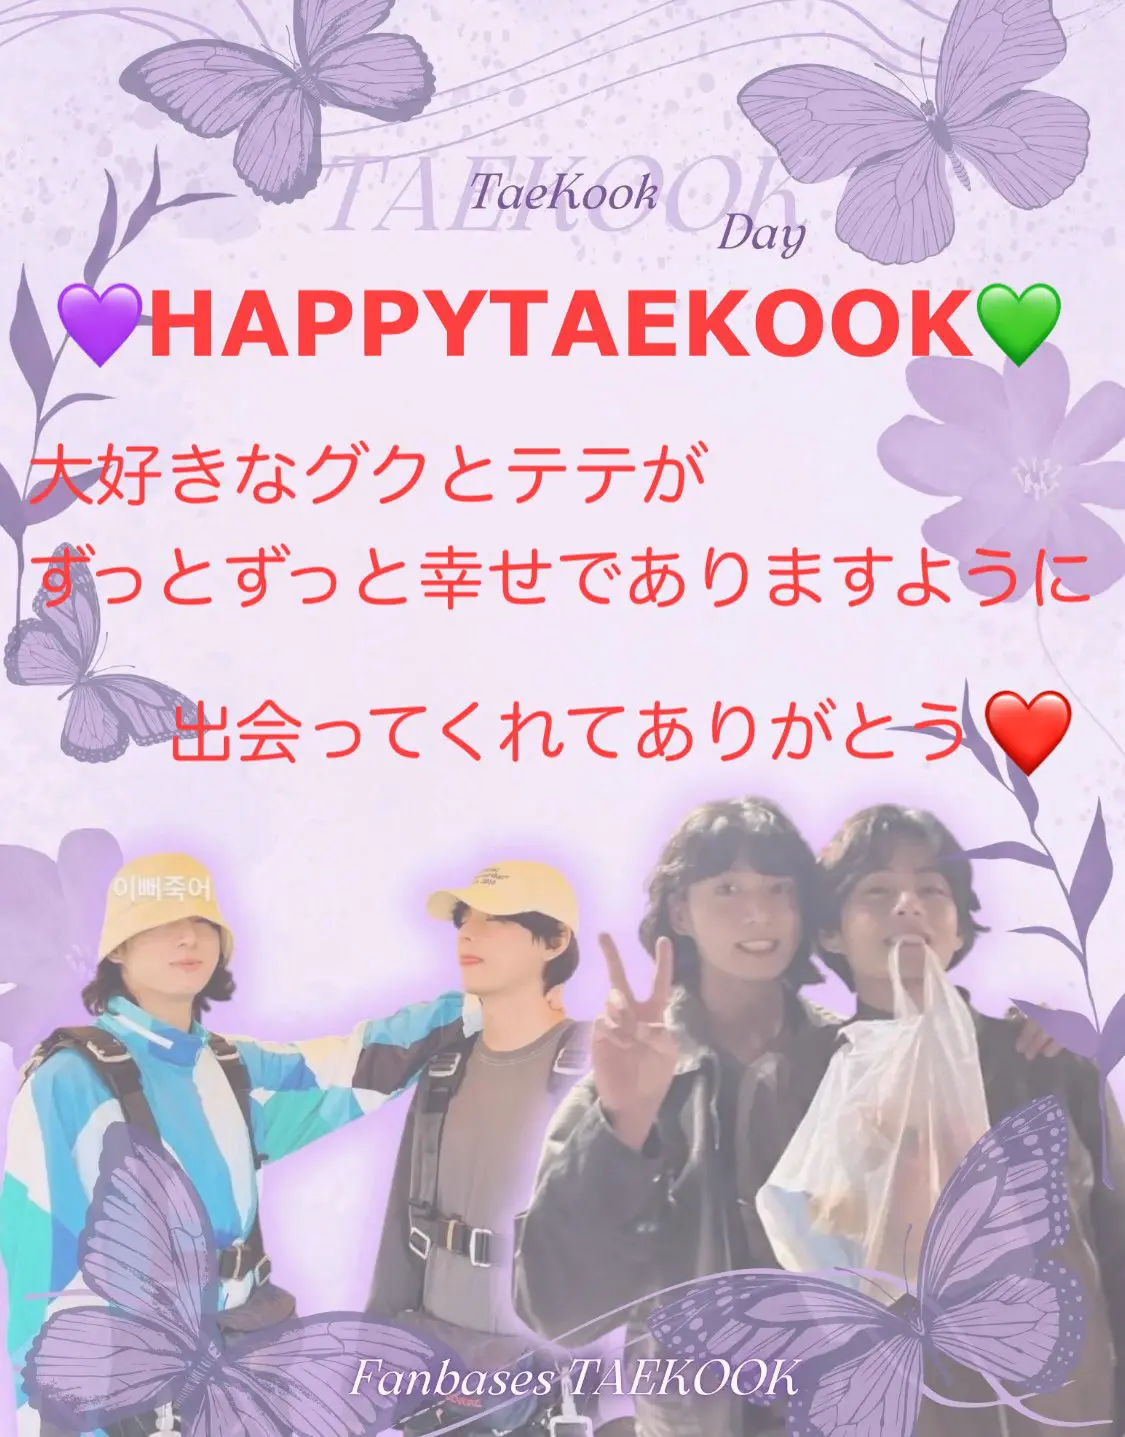 TAEKOOK
TaeKook
Day
💜HAPPYTAEKOOK💚
大好きなグクとテテが
ずっとずっと幸せでありますように
出会ってくれてありがとう❤️
이뻐죽어
Fanbases TAEKOOK